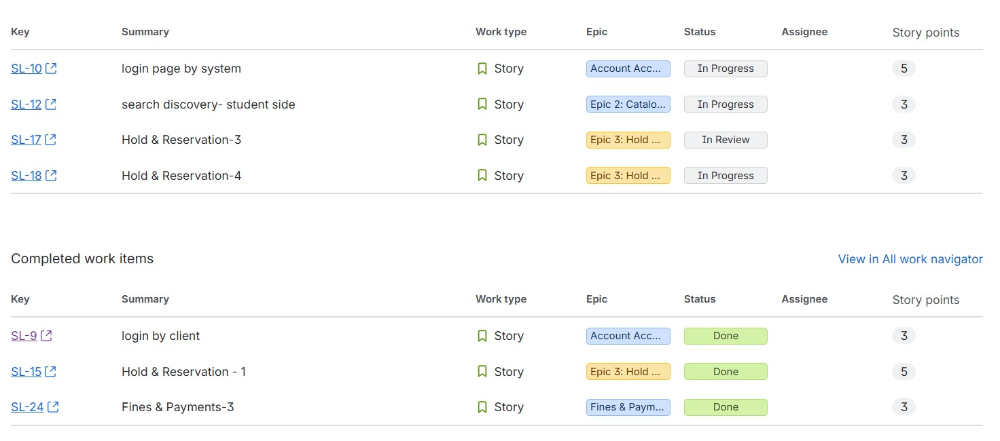 Key Summary Work type Epic Status Assignee Story points
SL-10 login page by system Story Account Acc... In Progress 5
SL-12 search discovery- student side Story Epic 2: Catalo... In Progress 3
SL-17 Hold & Reservation-3 Story Epic 3: Hold ... In Review 3
SL-18 Hold & Reservation-4 Story Epic 3: Hold ... In Progress 3
Completed work items View in All work navigator
Key Summary Work type Epic Status Assignee Story points
SL-9 login by client Story Account Acc... Done 3
SL-15 Hold & Reservation - 1 Story Epic 3: Hold ... Done 5
SL-24 Fines & Payments-3 Story Fines & Paym... Done 3